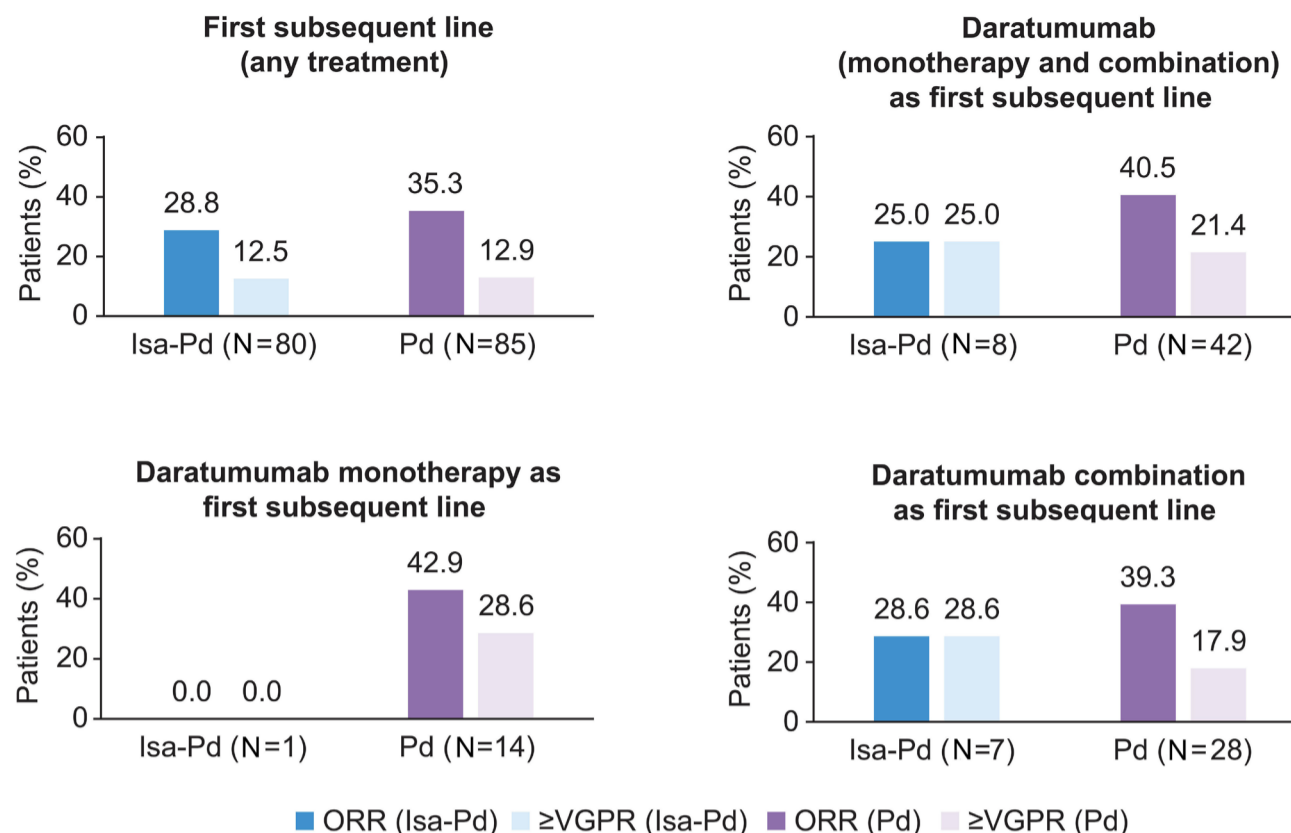 First subsequent line
(any treatment)
Patients (%)
60
40
20
0
28.8
12.5
35.3
12.9
Isa-Pd (N=80)
Pd (N=85)
Daratumumab
(monotherapy and combination)
as first subsequent line
Patients (%)
60
40
20
0
25.0
25.0
40.5
21.4
Isa-Pd (N=8)
Pd (N=42)
Daratumumab monotherapy as
first subsequent line
Patients (%)
60
40
20
0
0.0
0.0
42.9
28.6
Isa-Pd (N=1)
Pd (N=14)
Daratumumab combination
as first subsequent line
Patients (%)
60
40
20
0
28.6
28.6
39.3
17.9
Isa-Pd (N=7)
Pd (N=28)
ORR (Isa-Pd) ≥VGPR (Isa-Pd) ORR (Pd) ≥VGPR (Pd)